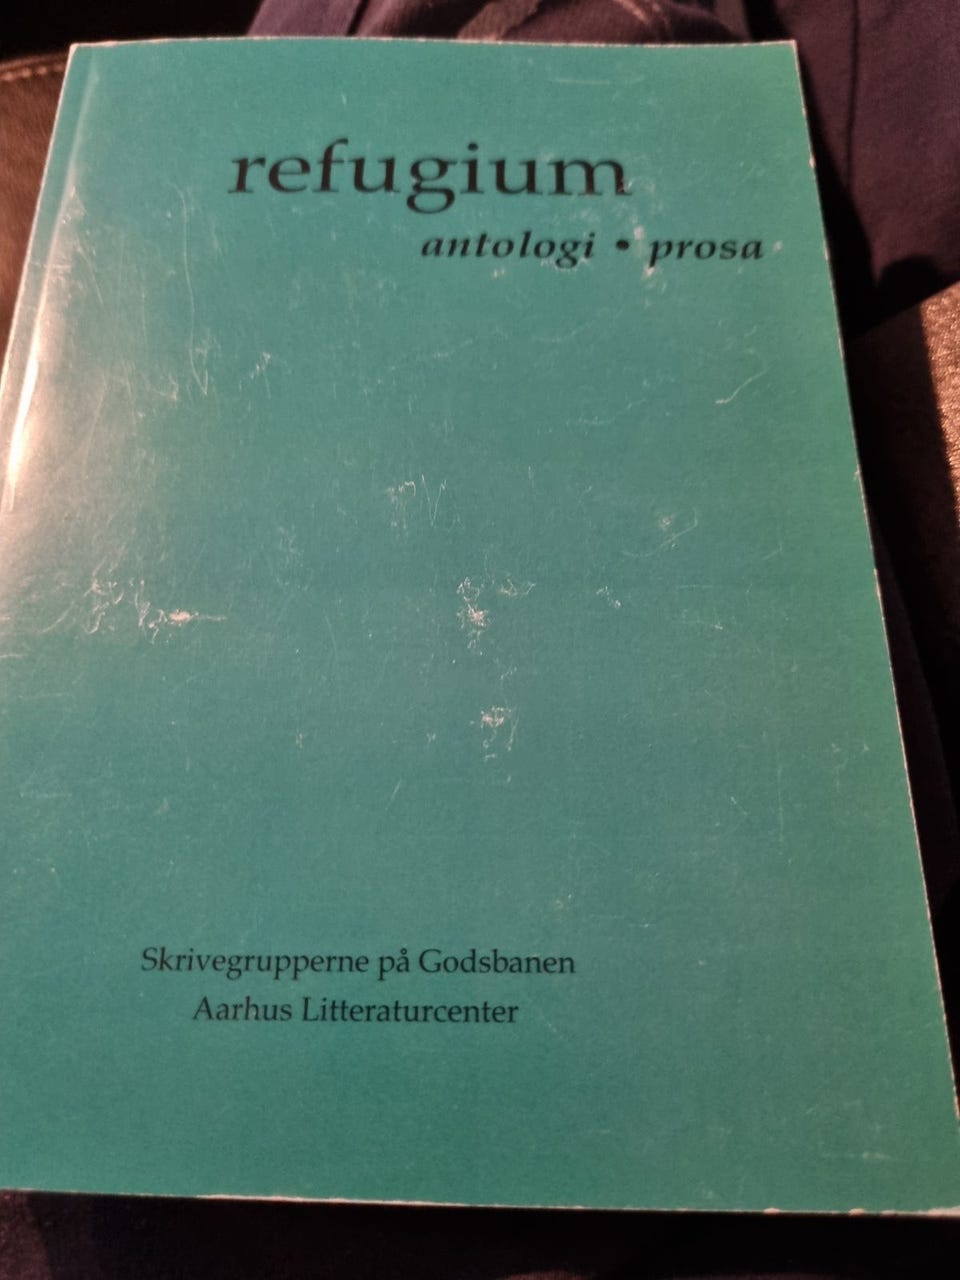 refugium
antologi • prosa
Skrivegrupperne på Godsbanen
Aarhus Litteraturcenter